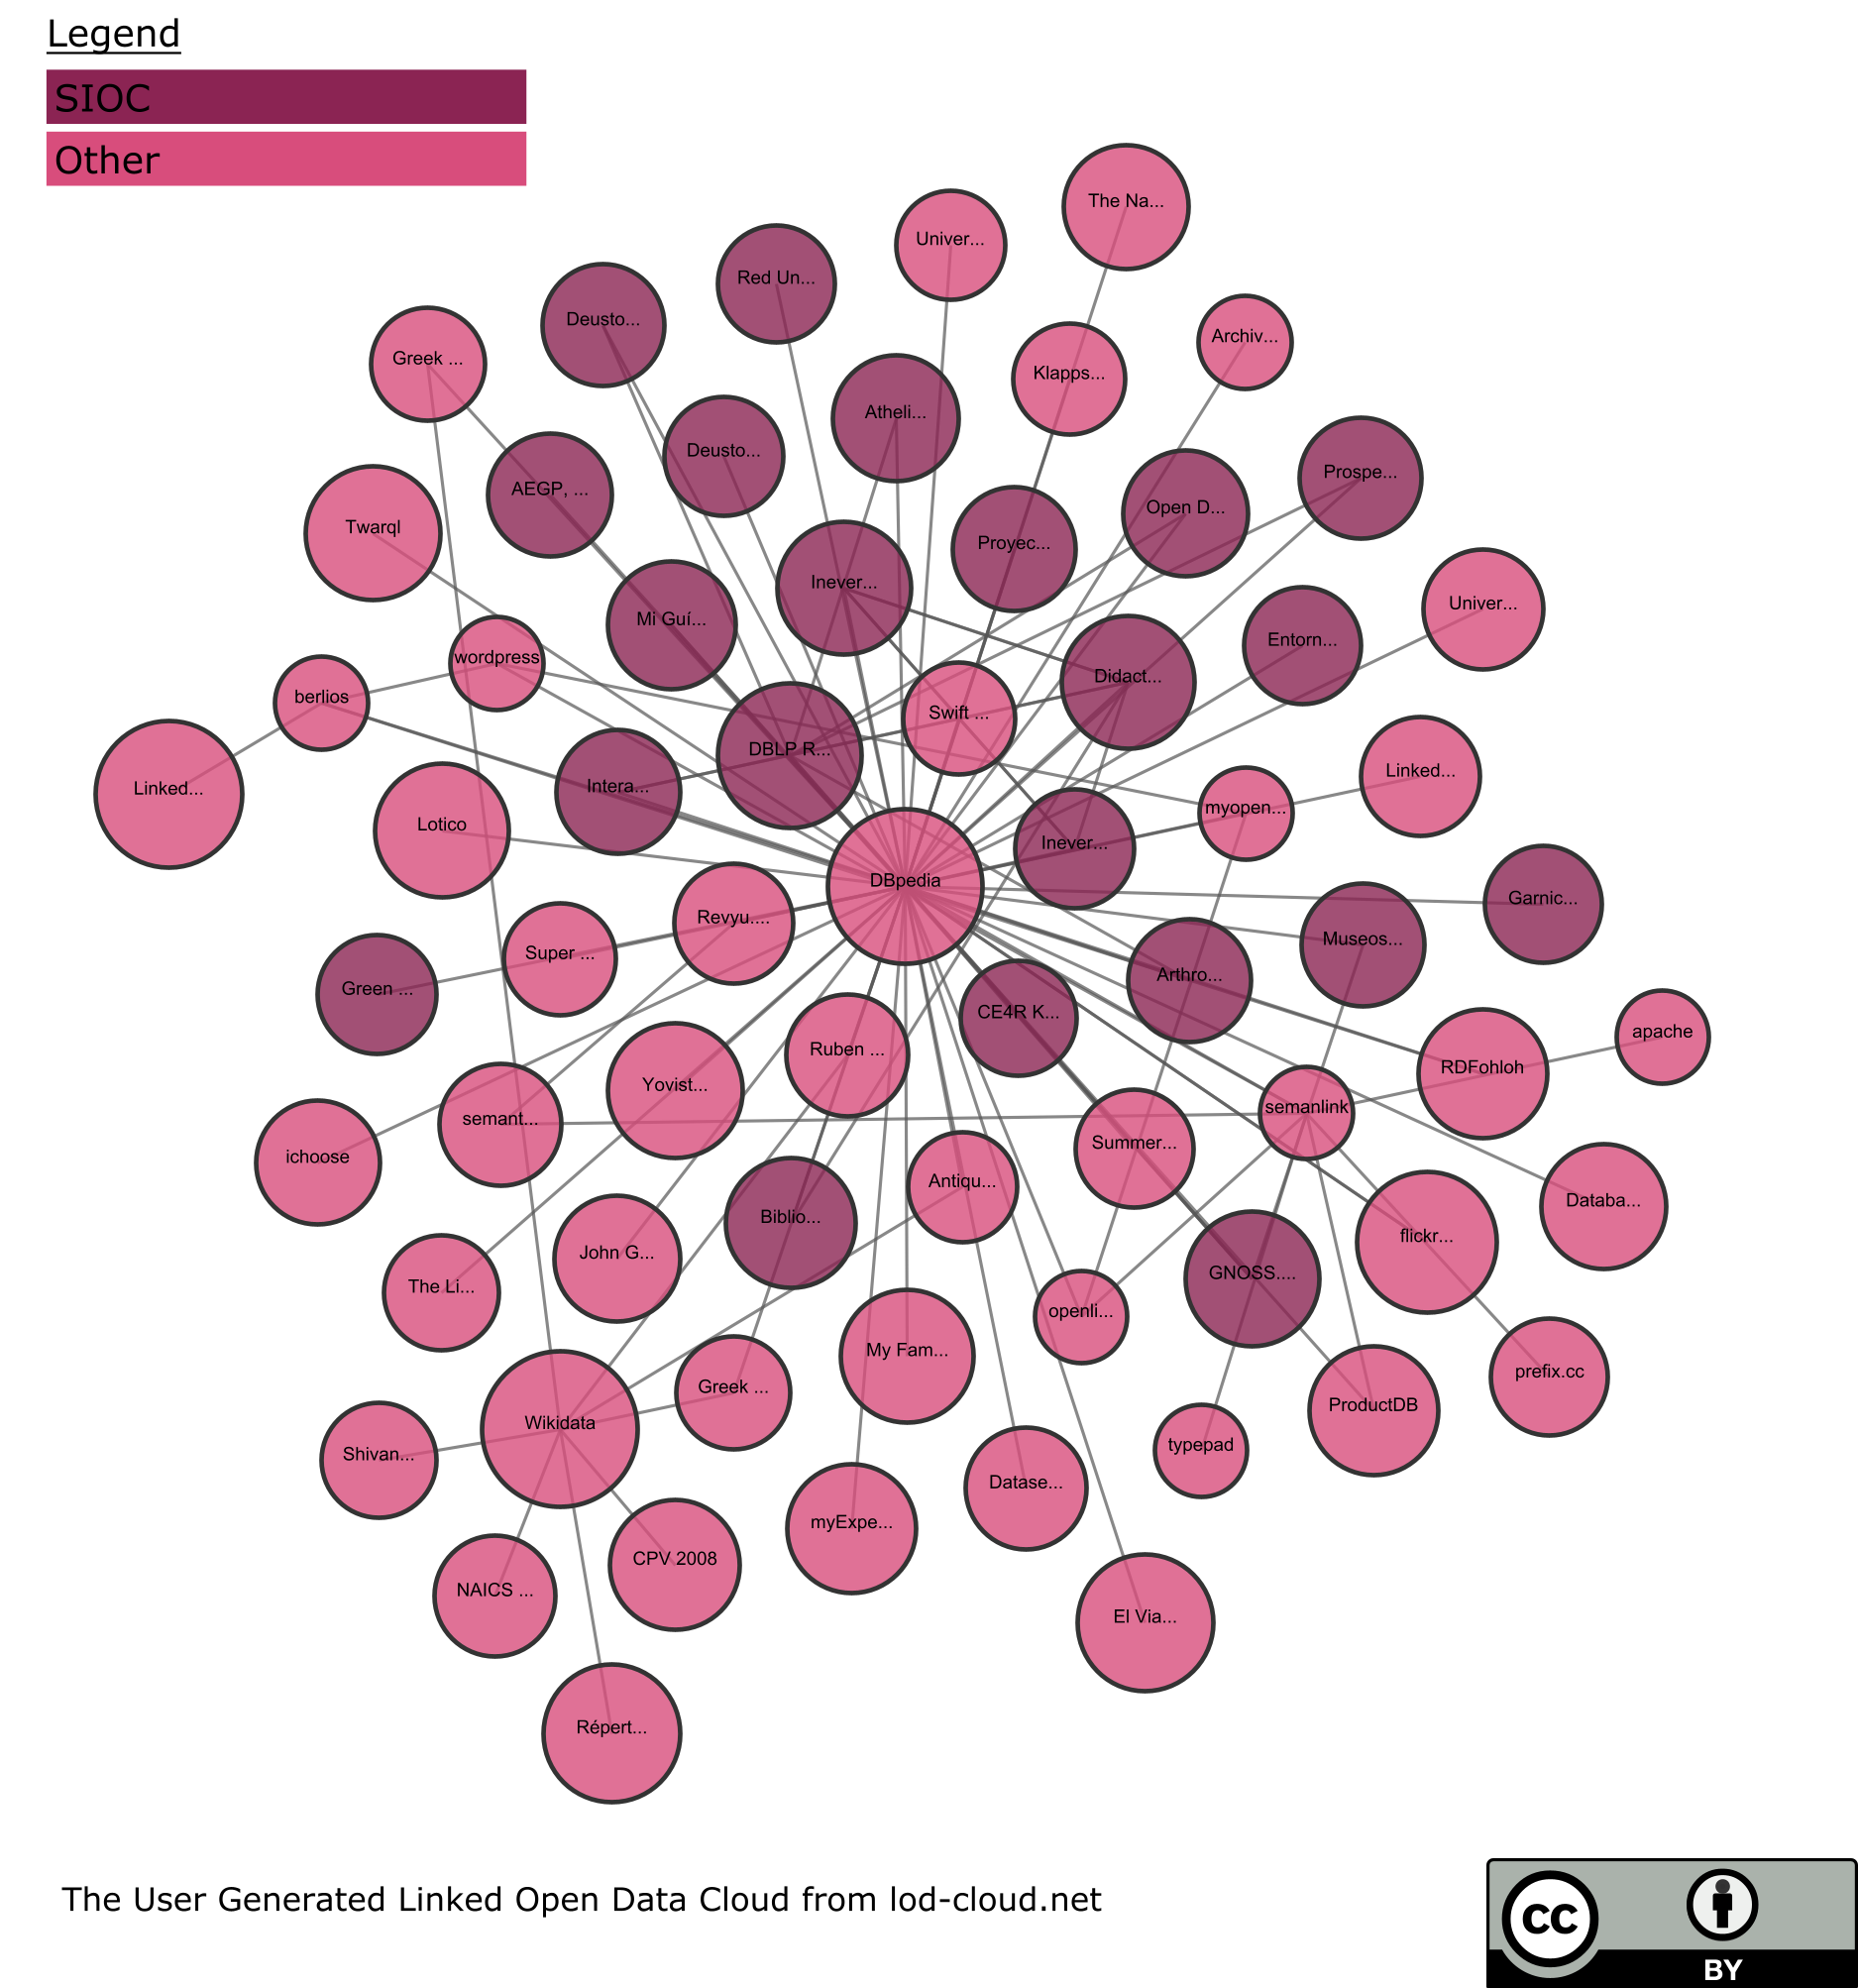 Legend
SIOC
Other
The Na...
Univer...
Red Un...
Deusto...
Archiv...
Greek ...
Klapps...
Atheli...
Deusto...
Prospe...
AEGP, ...
Open D...
Twarql
Proyec...
Inever...
Univer...
Mi Guí...
Entorn...
wordpress
Didact...
berlios
Swift ...
DBLP R...
Linked...
Linked...
Intera...
myopen...
Lotico
Inever...
DBpedia
Garnic...
Revyu....
Museos...
Super ...
Arthro...
Green ...
CE4R K...
apache
Ruben ...
RDFohloh
Yovist...
semanlink
semant...
Summer...
ichoose
Antiqu...
Databa...
Biblio...
flickr...
John G...
GNOSS....
The Li...
openli...
My Fam...
prefix.cc
Greek ...
ProductDB
Wikidata
typepad
Shivan...
Datase...
myExpe...
CPV 2008
NAICS ...
El Via...
Répert...
The User Generated Linked Open Data Cloud from lod-cloud.net
cc
BY